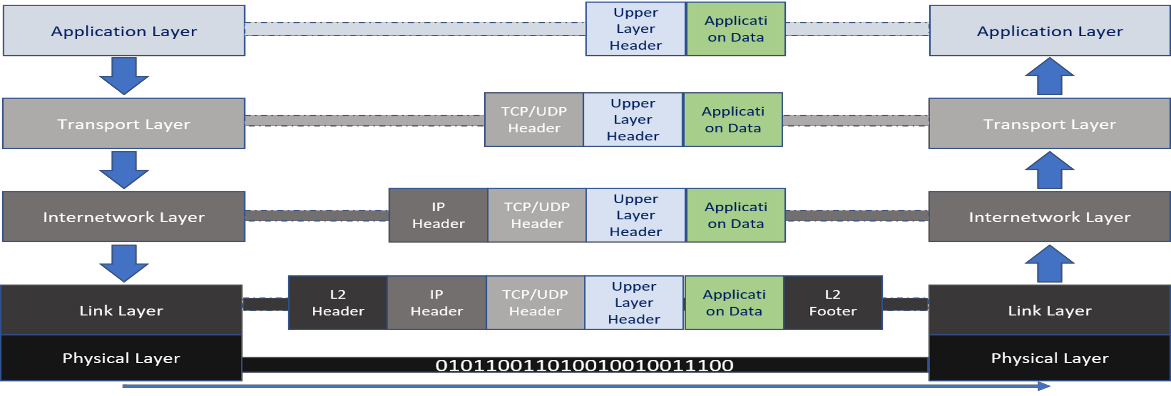 Application Layer
Upper
Layer
Header
Applicati
on Data
Application Layer
Transport Layer
TCP/UDP
Header
Upper
Layer
Header
Applicati
on Data
Transport Layer
Internetwork Layer
IP
Header
TCP/UDP
Header
Upper
Layer
Header
Applicati
on Data
Internetwork Layer
Link Layer
L2
Header
IP
Header
TCP/UDP
Header
Upper
Layer
Header
Applicati
on Data
L2
Footer
Link Layer
Physical Layer
010110011010010010011100
Physical Layer